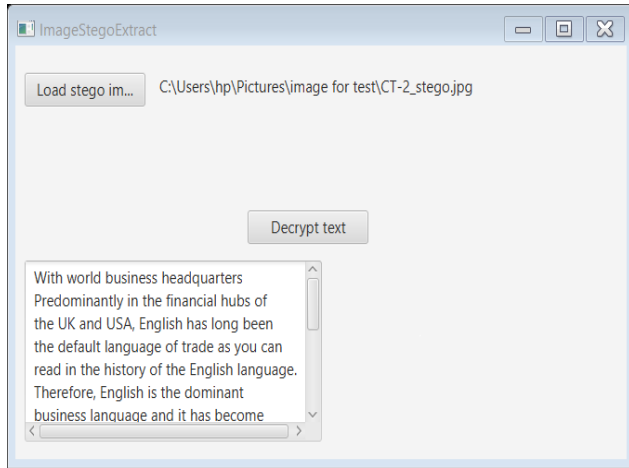 ImageStegoExtract
Load stego im...
C:\Users\hp\Pictures\image for test\CT-2_stego.jpg
Decrypt text
With world business headquarters
Predominantly in the financial hubs of
the UK and USA, English has long been
the default language of trade as you can
read in the history of the English language.
Therefore, English is the dominant
business language and it has become